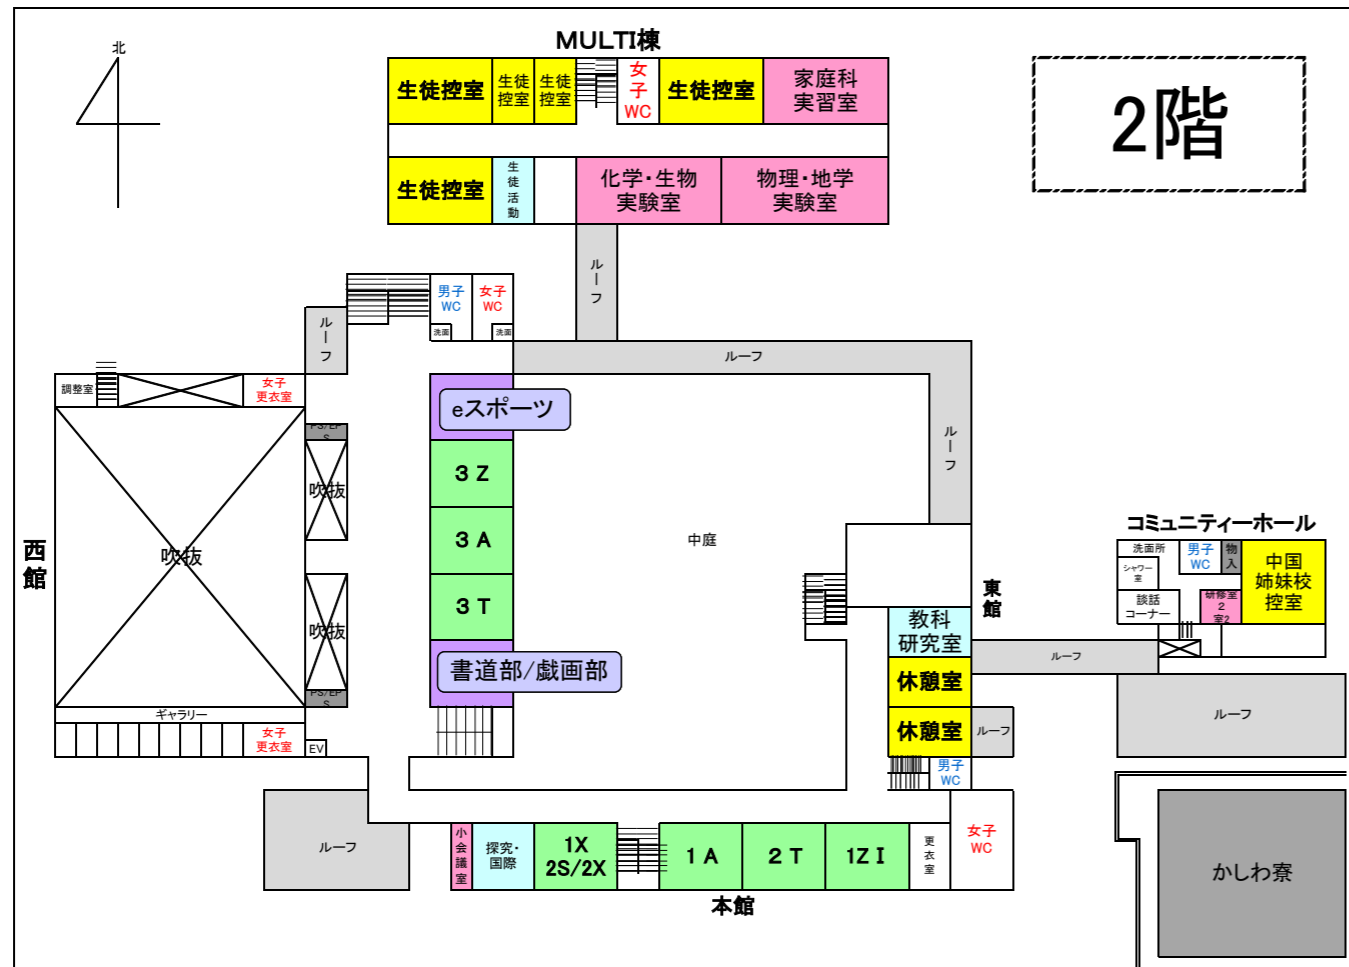 北
MULTI棟
2階
生徒控室
生徒
控室
生徒
控室
女
子
WC
生徒控室
家庭科
実習室
生徒控室
生
徒
活
動
化学・生物
実験室
物理・地学
実験室
ルーフ
男子
WC
女子
WC
洗面
洗面
ルーフ
ルーフ
調整室
女子
更衣室
eスポーツ
PS/EP
S
ルーフ
3 Z
吹抜
3 A
中庭
西館
吹抜
3 T
吹抜
書道部/戯画部
PS/EP
S
ギャラリー
女子
更衣室
EV
東館
教科
研究室
休憩室
休憩室
ルーフ
男子
WC
ルーフ
コミュニティーホール
洗面所
男子
WC
物
入
中国
姉妹校
控室
シャワー
室
談話
コーナー
研修室
2
室2
ルーフ
ルーフ
小会議室
探究・
国際
1X
2S/2X
1 A
2 T
1Z I
更衣室
女子
WC
本館
かしわ寮